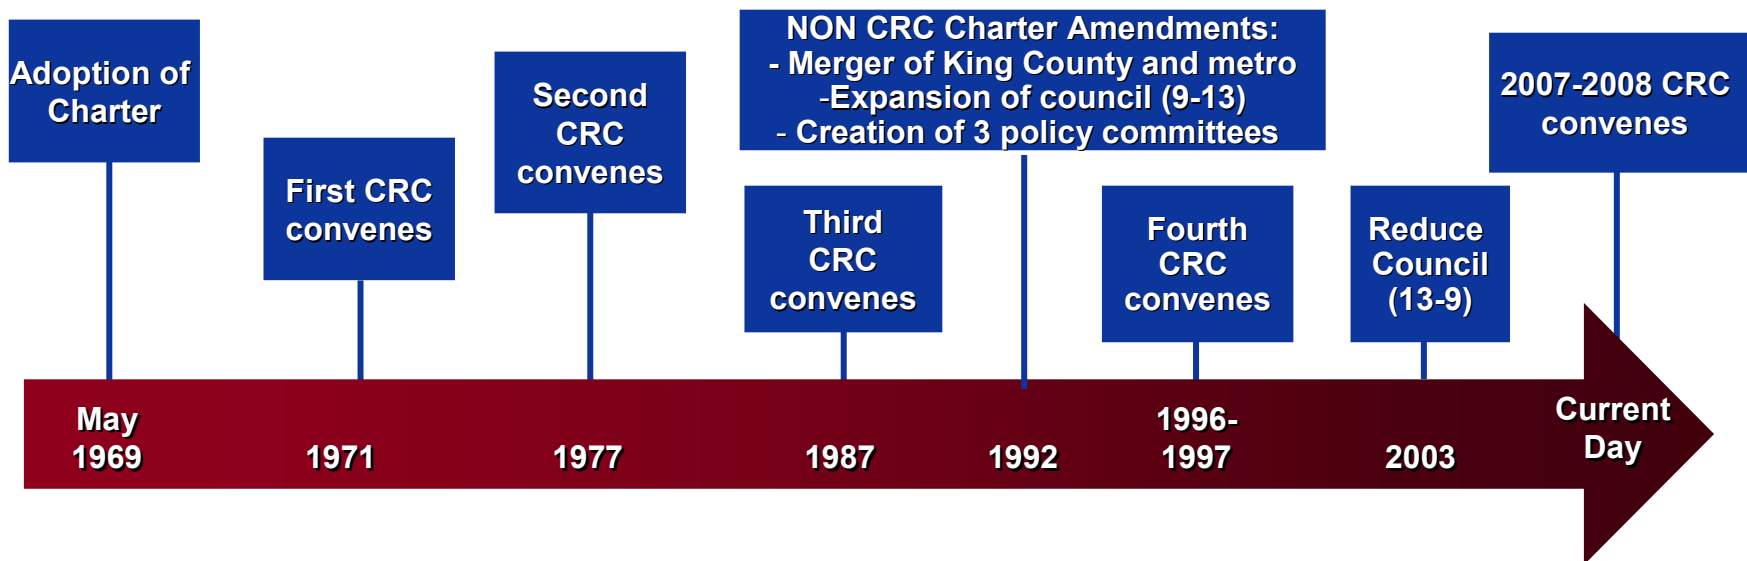 Adoption of
Charter
First CRC
convenes
Second
CRC
convenes
NON CRC Charter Amendments:
- Merger of King County and metro
-Expansion of council (9-13)
- Creation of 3 policy committees
Third
CRC
convenes
Fourth
CRC
convenes
Reduce
Council
(13-9)
2007-2008 CRC
convenes
May
1969
1971
1977
1987
1992
1996-
1997
2003
Current
Day